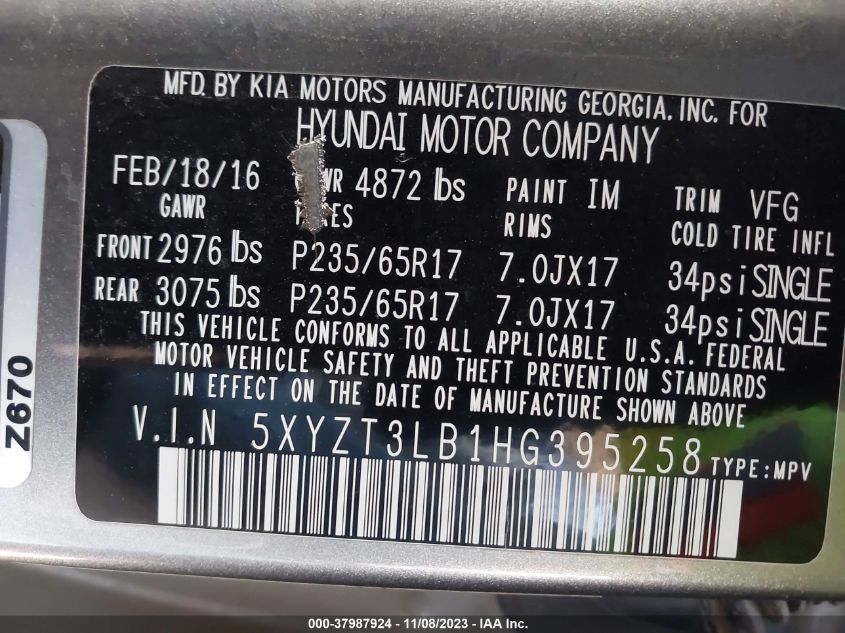 MFD. BY KIA MOTORS MANUFACTURING GEORGIA. INC. FOR
HYUNDAI MOTOR COMPANY
FEB/18/16 WR 4872 lbs PAINT IM TRIM VFG
GAWR RIMS COLD TIRE INFL
FRONT 2976 lbs P235/65R17 7.0JX17 34psi SINGLE
REAR 3075 lbs P235/65R17 7.0JX17 34psi SINGLE
THIS VEHICLE CONFORMS TO ALL APPLICABLE U.S.A. FEDERAL
MOTOR VEHICLE SAFETY AND THEFT PREVENTION STANDARDS
IN EFFECT ON THE DATE OF MANUFACTURE SHOWN ABOVE.
V.I.N 5XYZT3LB1HG395258 TYPE:MPV
Z670
000-37987924 - 11/08/2023 - IAA Inc.